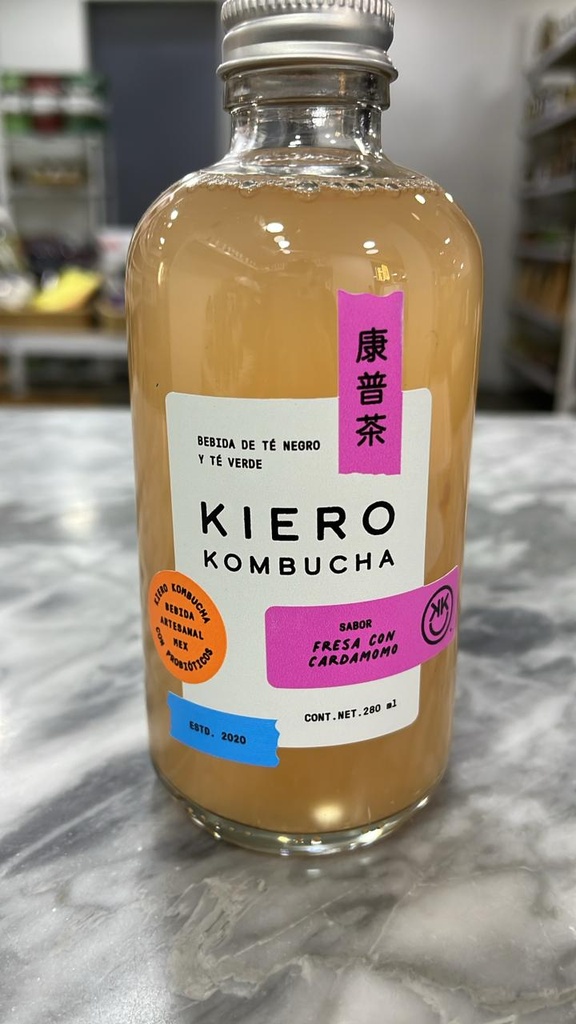 康普茶
BEBIDA DE TÉ NEGRO
Y TÉ VERDE
KIERO
KOMBUCHA
KIERO KOMBUCHA
BEBIDA
ARTESANAL
MEX
CON PROBIÓTICOS
SABOR
FRESA CON
CARDAMOMO
CONT.NET.280 ml
ESTD. 2020